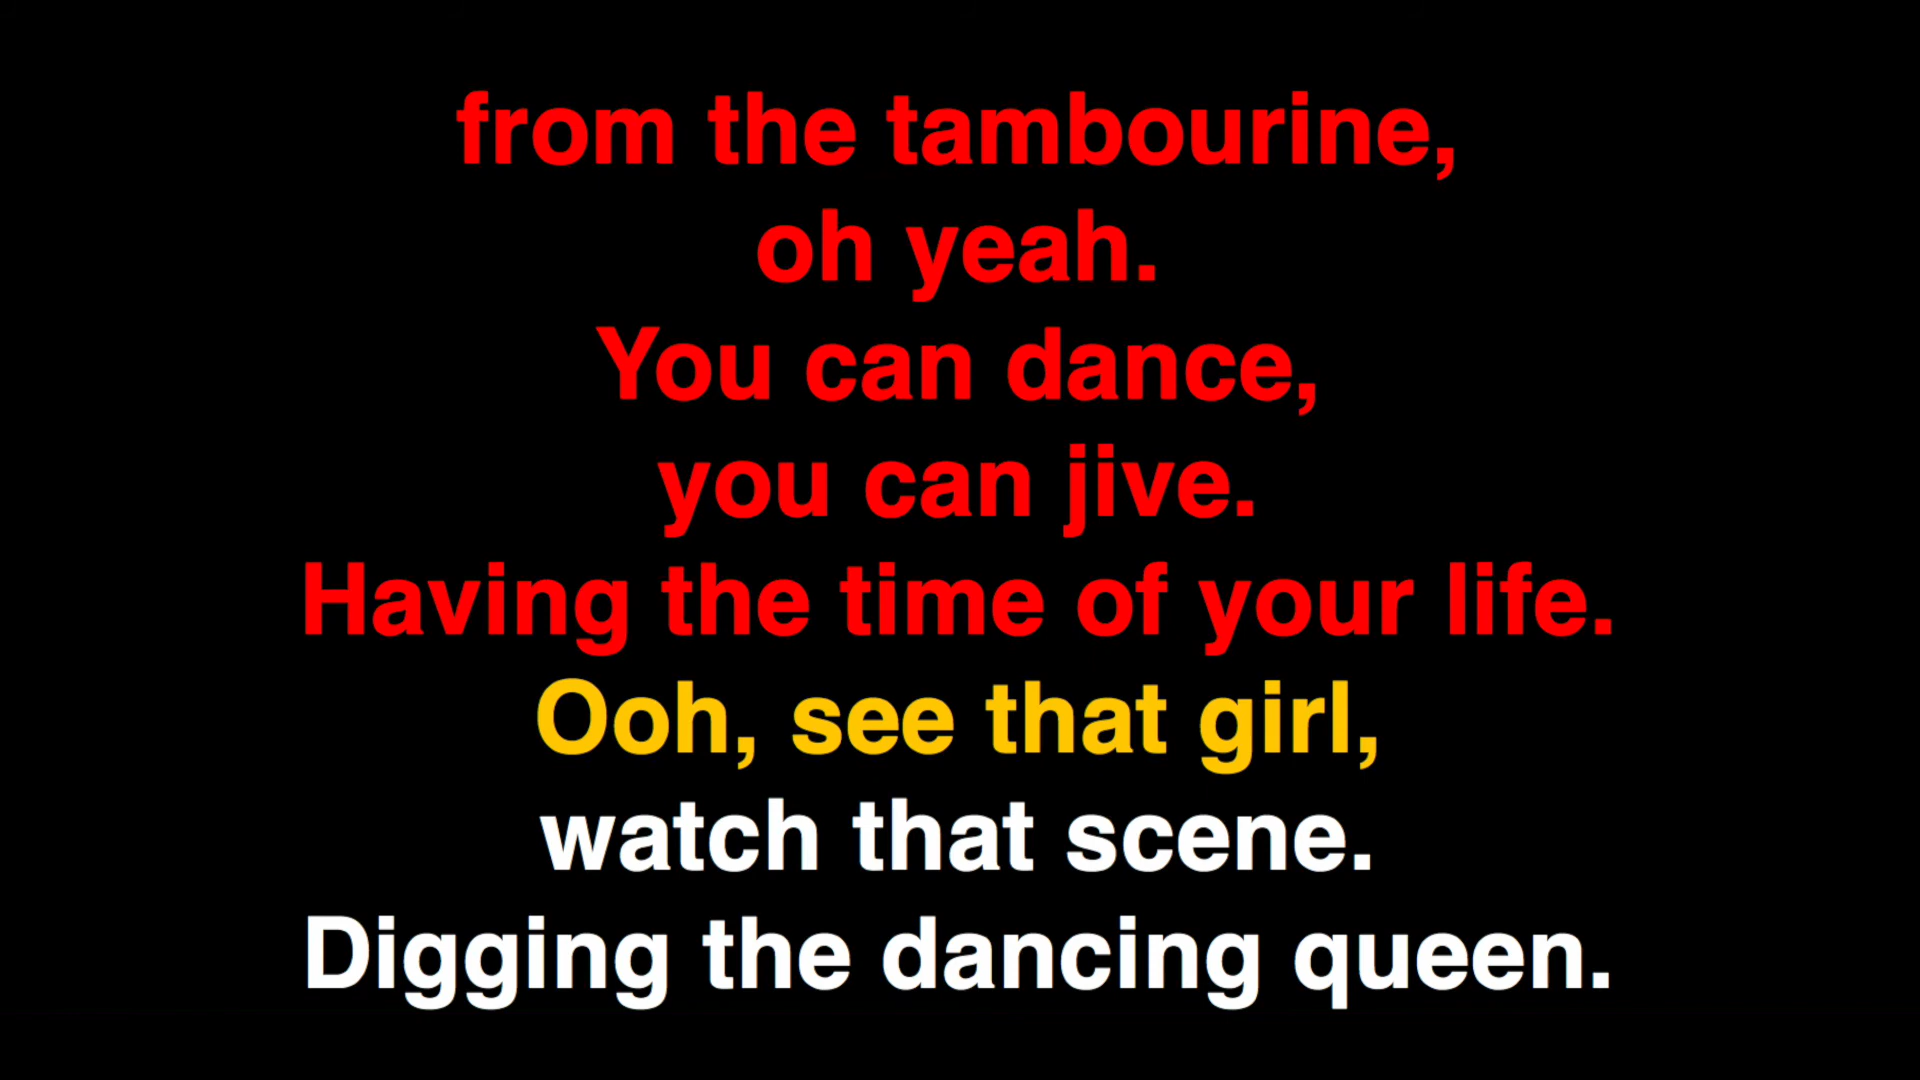 from the tambourine,
oh yeah.
You can dance,
you can jive.
Having the time of your life.
Ooh, see that girl,
watch that scene.
Digging the dancing queen.